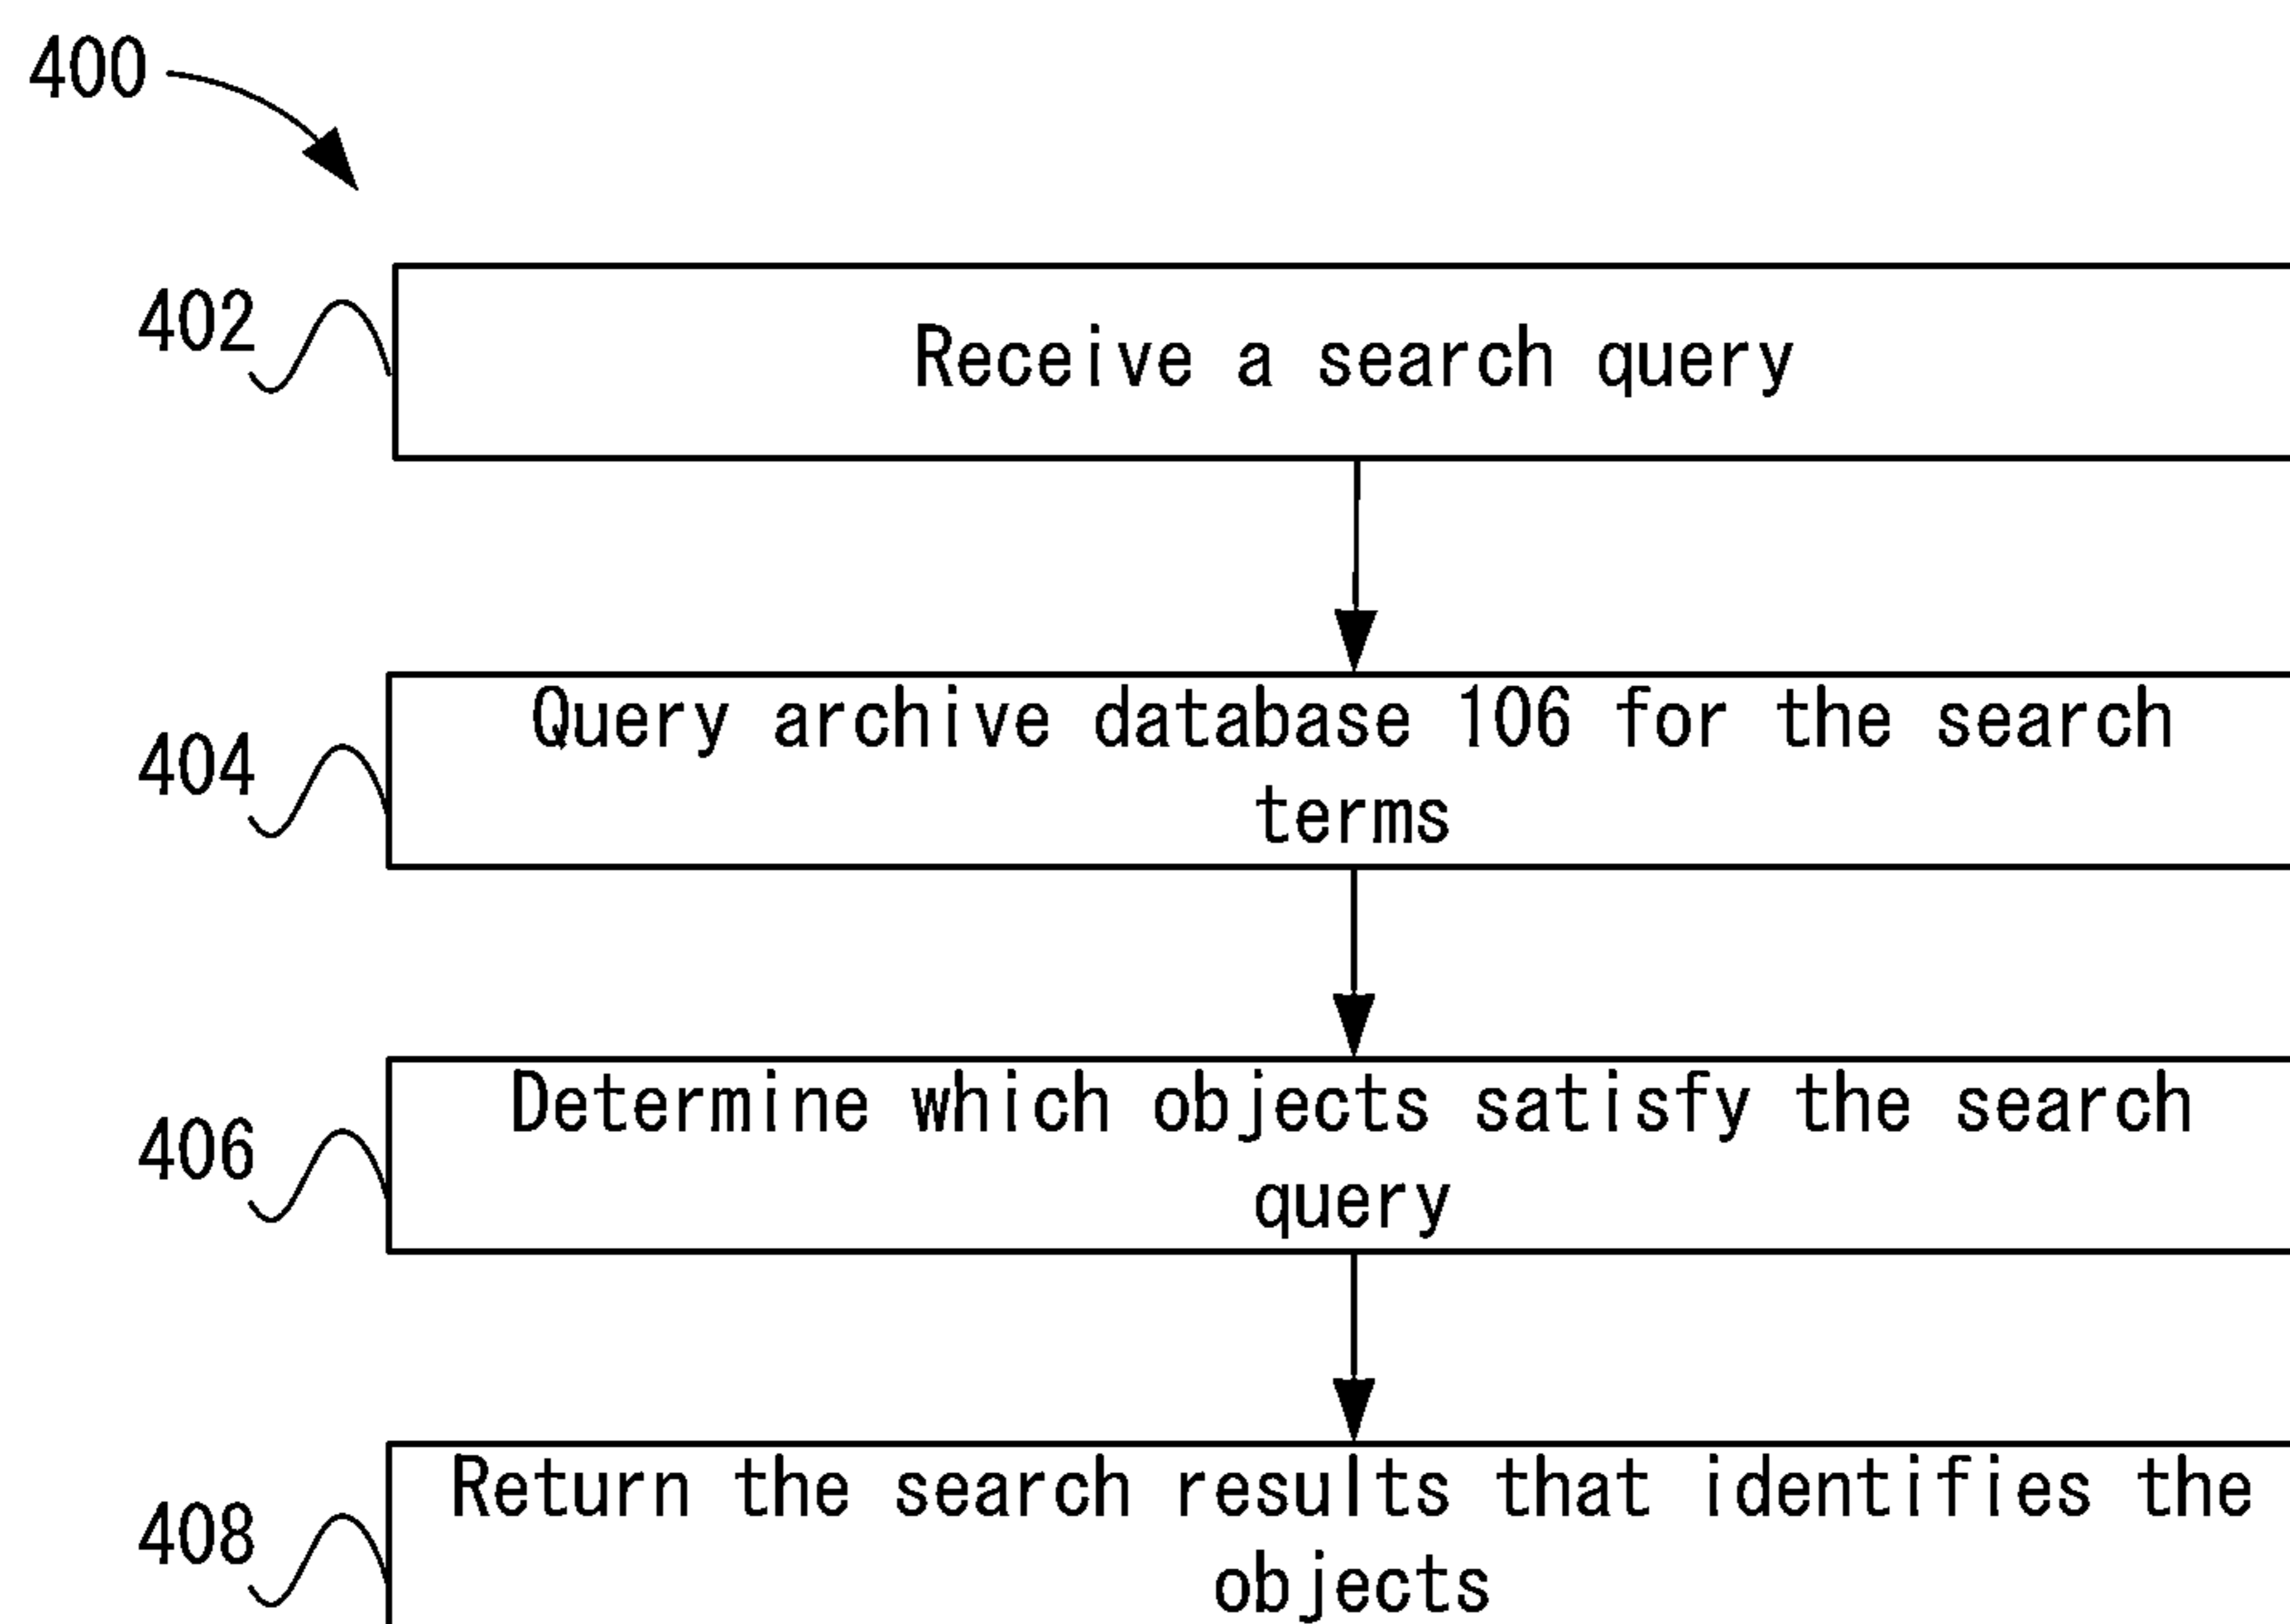 400
402
Receive a search query
404
Query archive database 106 for the search
terms
406
Determine which objects satisfy the search
query
408
Return the search results that identifies the
objects